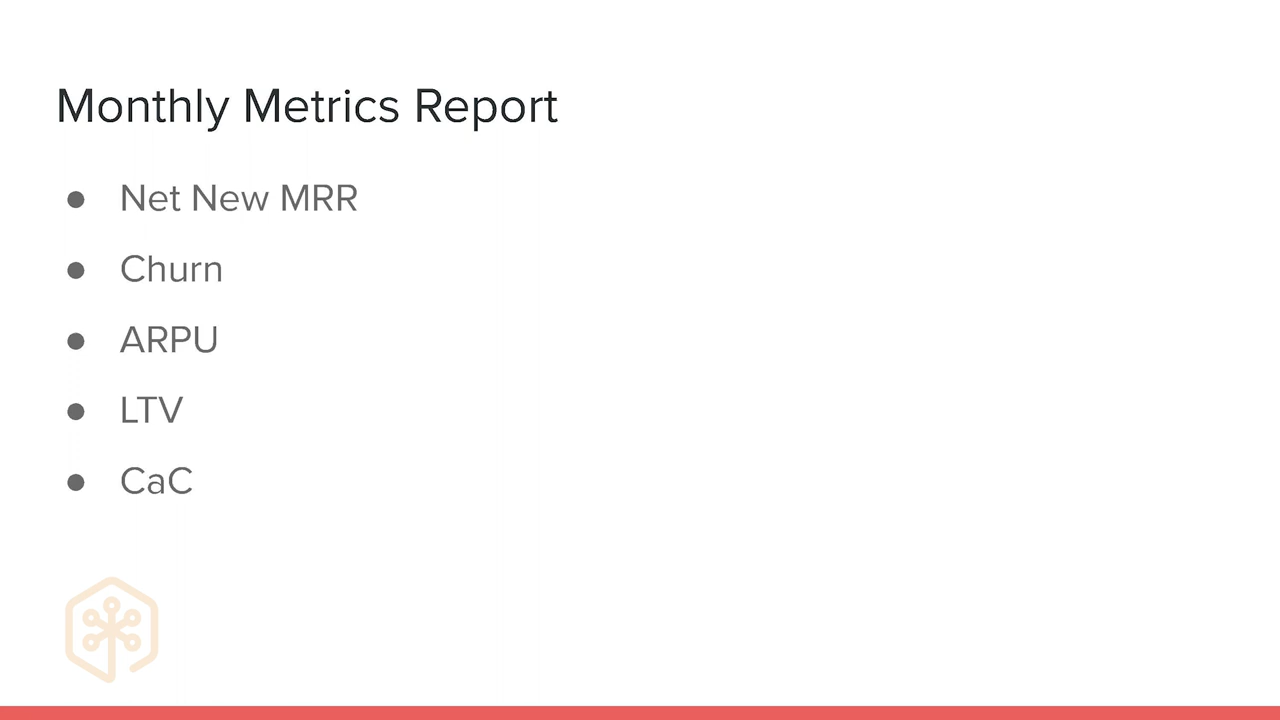 Monthly Metrics Report
● Net New MRR
● Churn
● ARPU
● LTV
● CaC